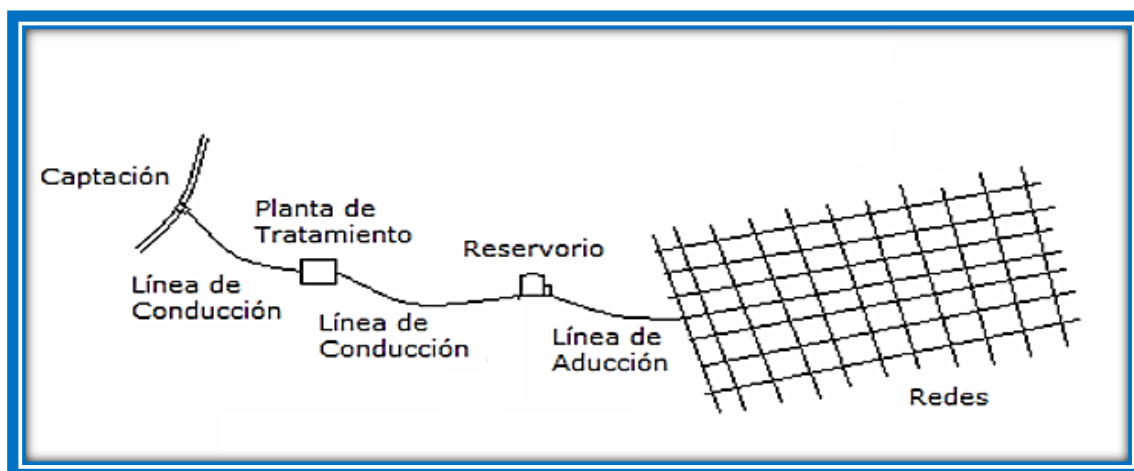 Captación
Planta de
Tratamiento
Reservorio
Línea de
Conducción
Línea de
Conducción
Línea de
Aducción
Redes